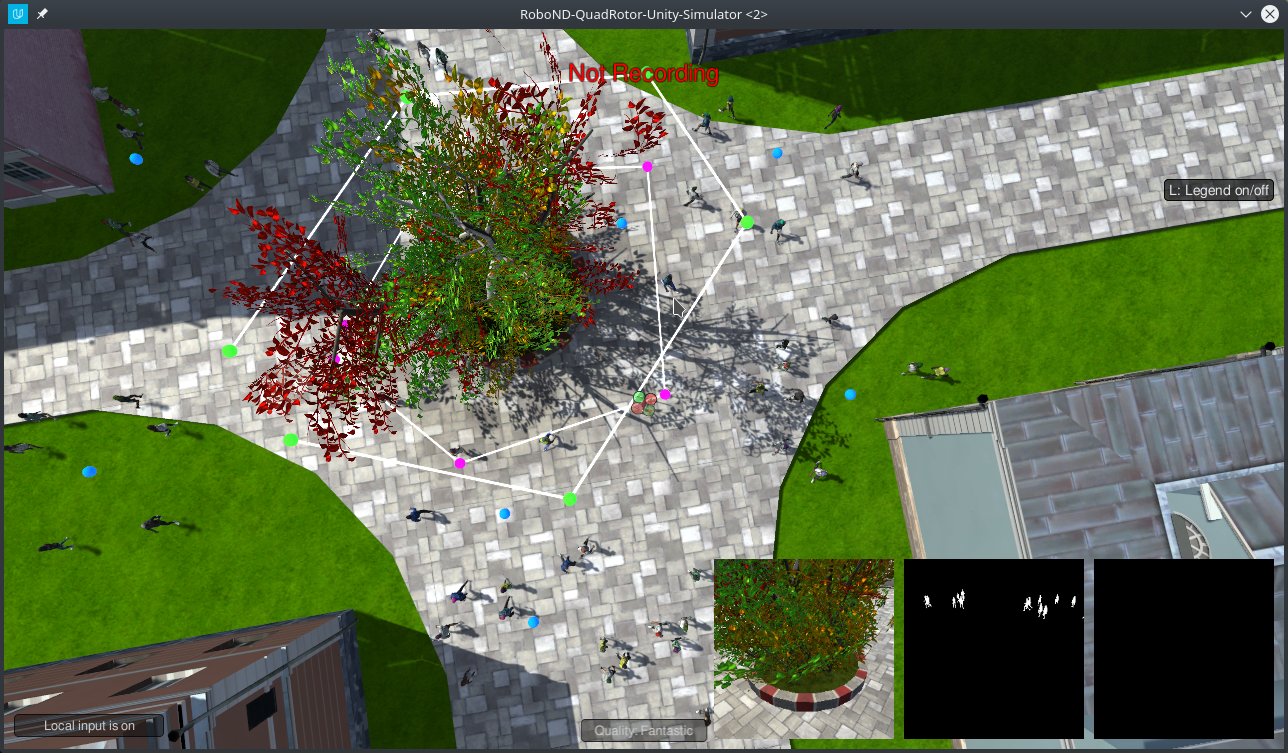 RoboND-QuadRotor-Unity-Simulator <2>
Not Recording
L: Legend on/off
Local input is on
Quality: Fantastic